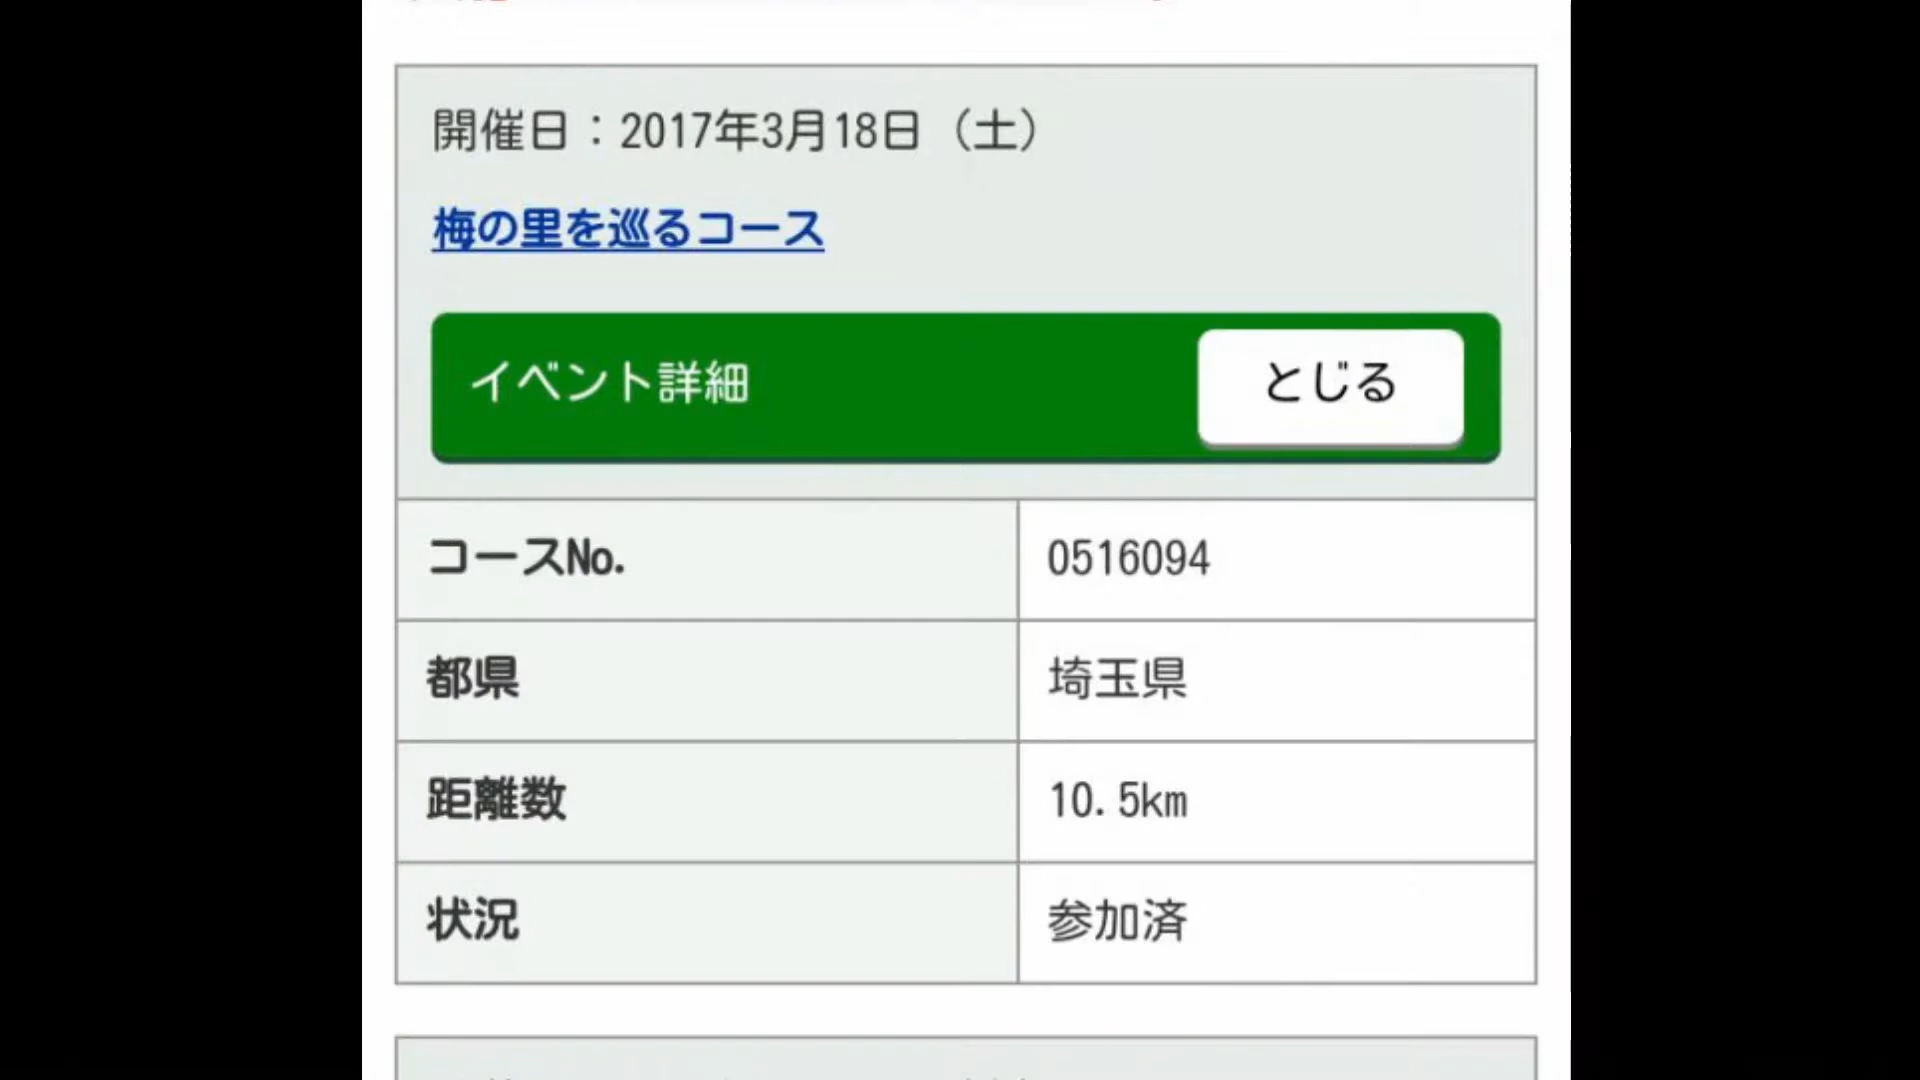 開催日：2017年3月18日（土）
梅の里を巡るコース
イベント詳細 とじる
コースNo. 0516094
都県 埼玉県
距離数 10.5km
状況 参加済